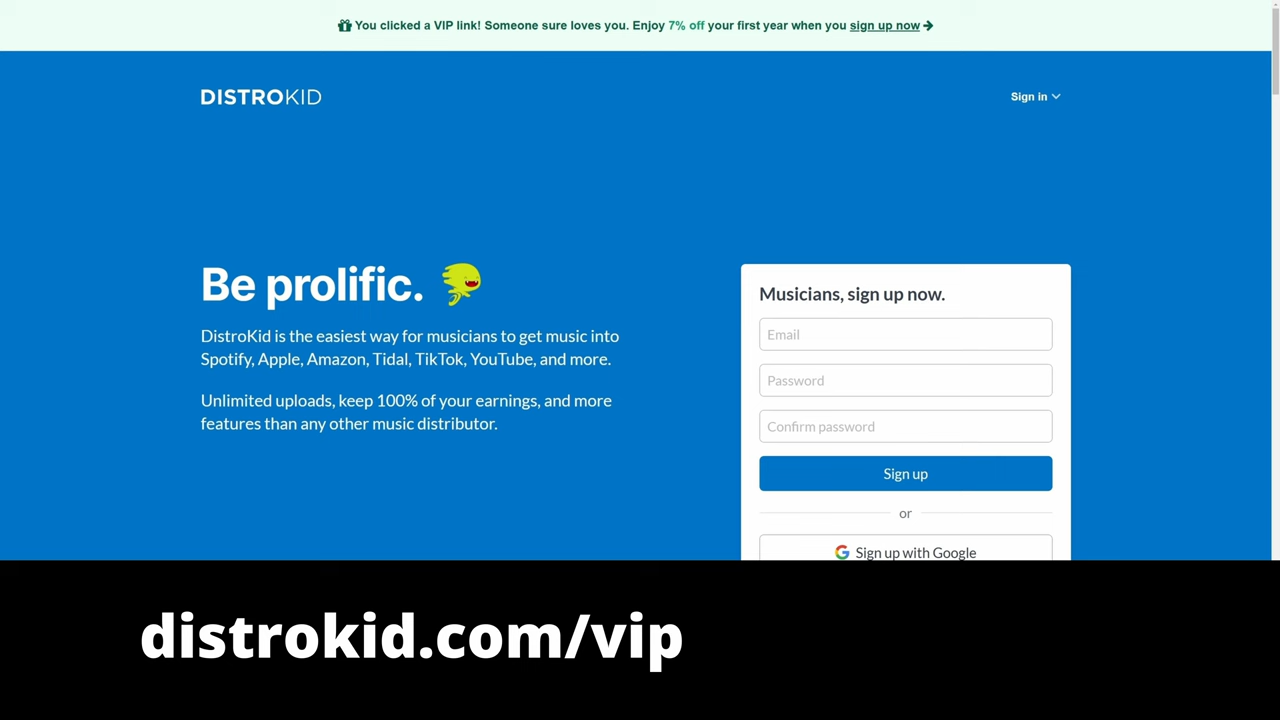 You clicked a VIP link! Someone sure loves you. Enjoy 7% off your first year when you sign up now
DISTROKID
Sign in
Be prolific.
DistroKid is the easiest way for musicians to get music into
Spotify, Apple, Amazon, Tidal, TikTok, YouTube, and more.
Unlimited uploads, keep 100% of your earnings, and more
features than any other music distributor.
Musicians, sign up now.
Email
Password
Confirm password
Sign up
or
Sign up with Google
distrokid.com/vip